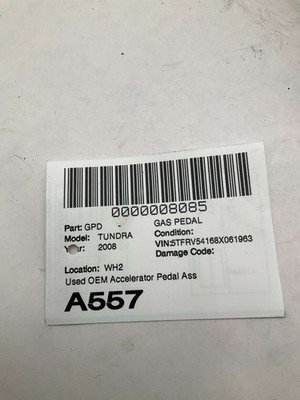 0000008085
Part: GPD - GAS PEDAL
Model: TUNDRA Condition:
Year: 2008 VIN:5TFRV54168X061963
Damage Code:
Location: WH2
Used OEM Accelerator Pedal Ass
A557